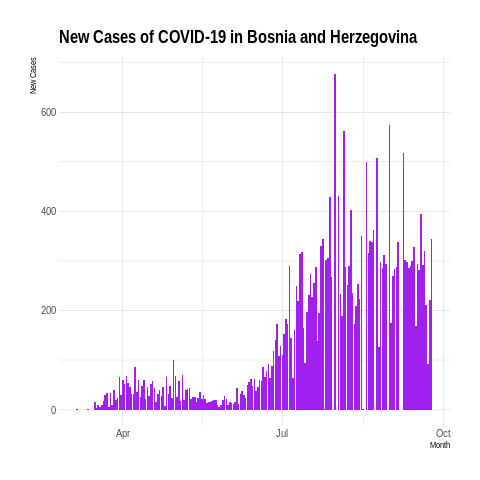 New Cases of COVID-19 in Bosnia and Herzegovina
New Cases
600
400
200
0
Apr
Jul
Oct
Month